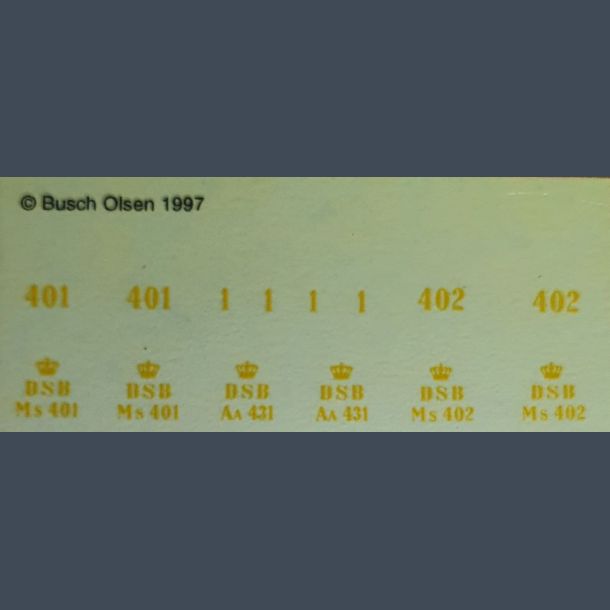 © Busch Olsen 1997
401 401 1 1 1 1 402 402
DSB DSB DSB DSB DSB DSB
Ms 401 Ms 401 AA 431 AA 431 Ms 402 Ms 402